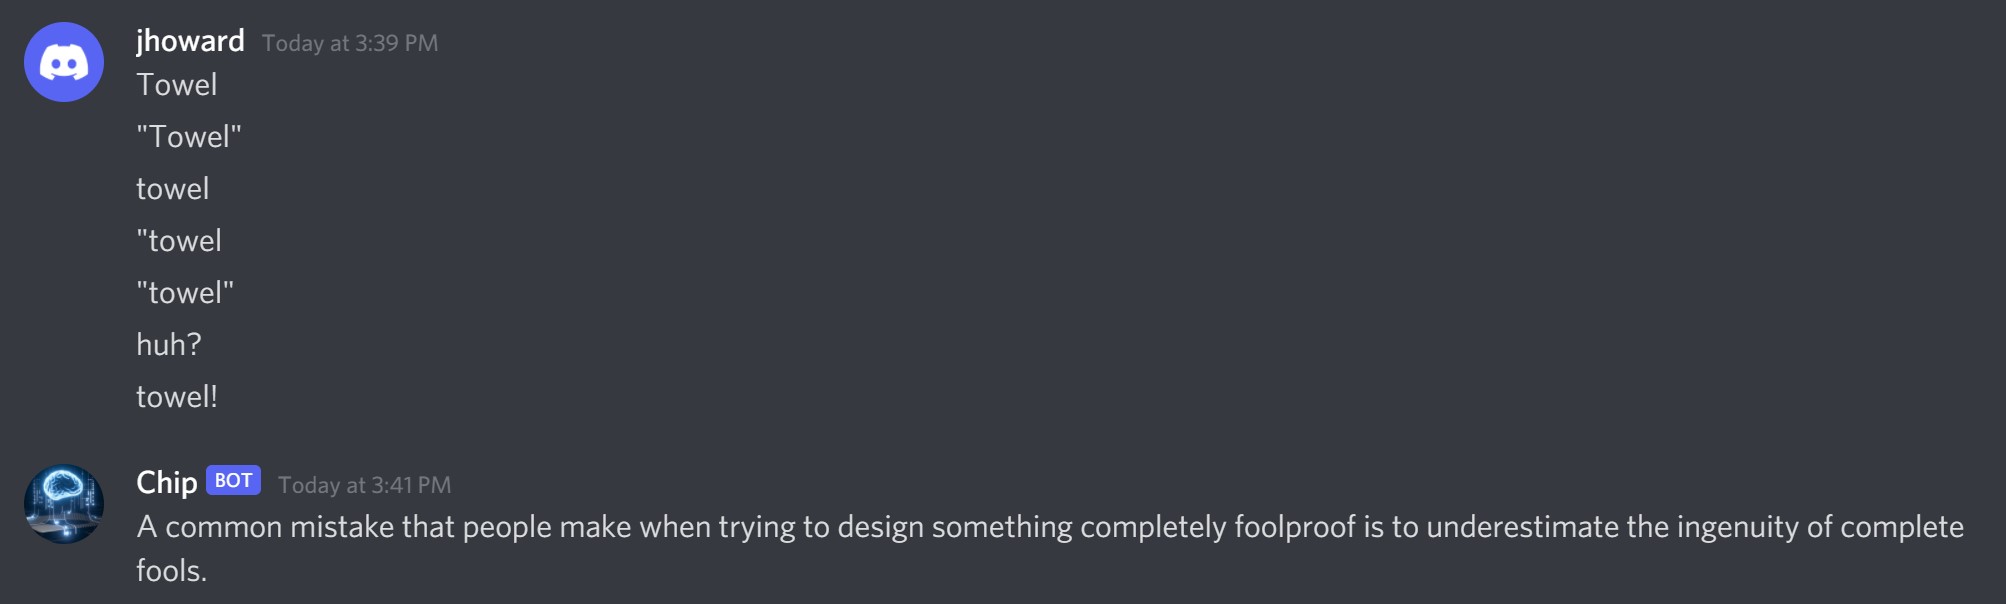 jhoward Today at 3:39 PM
Towel
"Towel"
towel
"towel
"towel"
huh?
towel!
Chip BOT Today at 3:41 PM
A common mistake that people make when trying to design something completely foolproof is to underestimate the ingenuity of complete
fools.